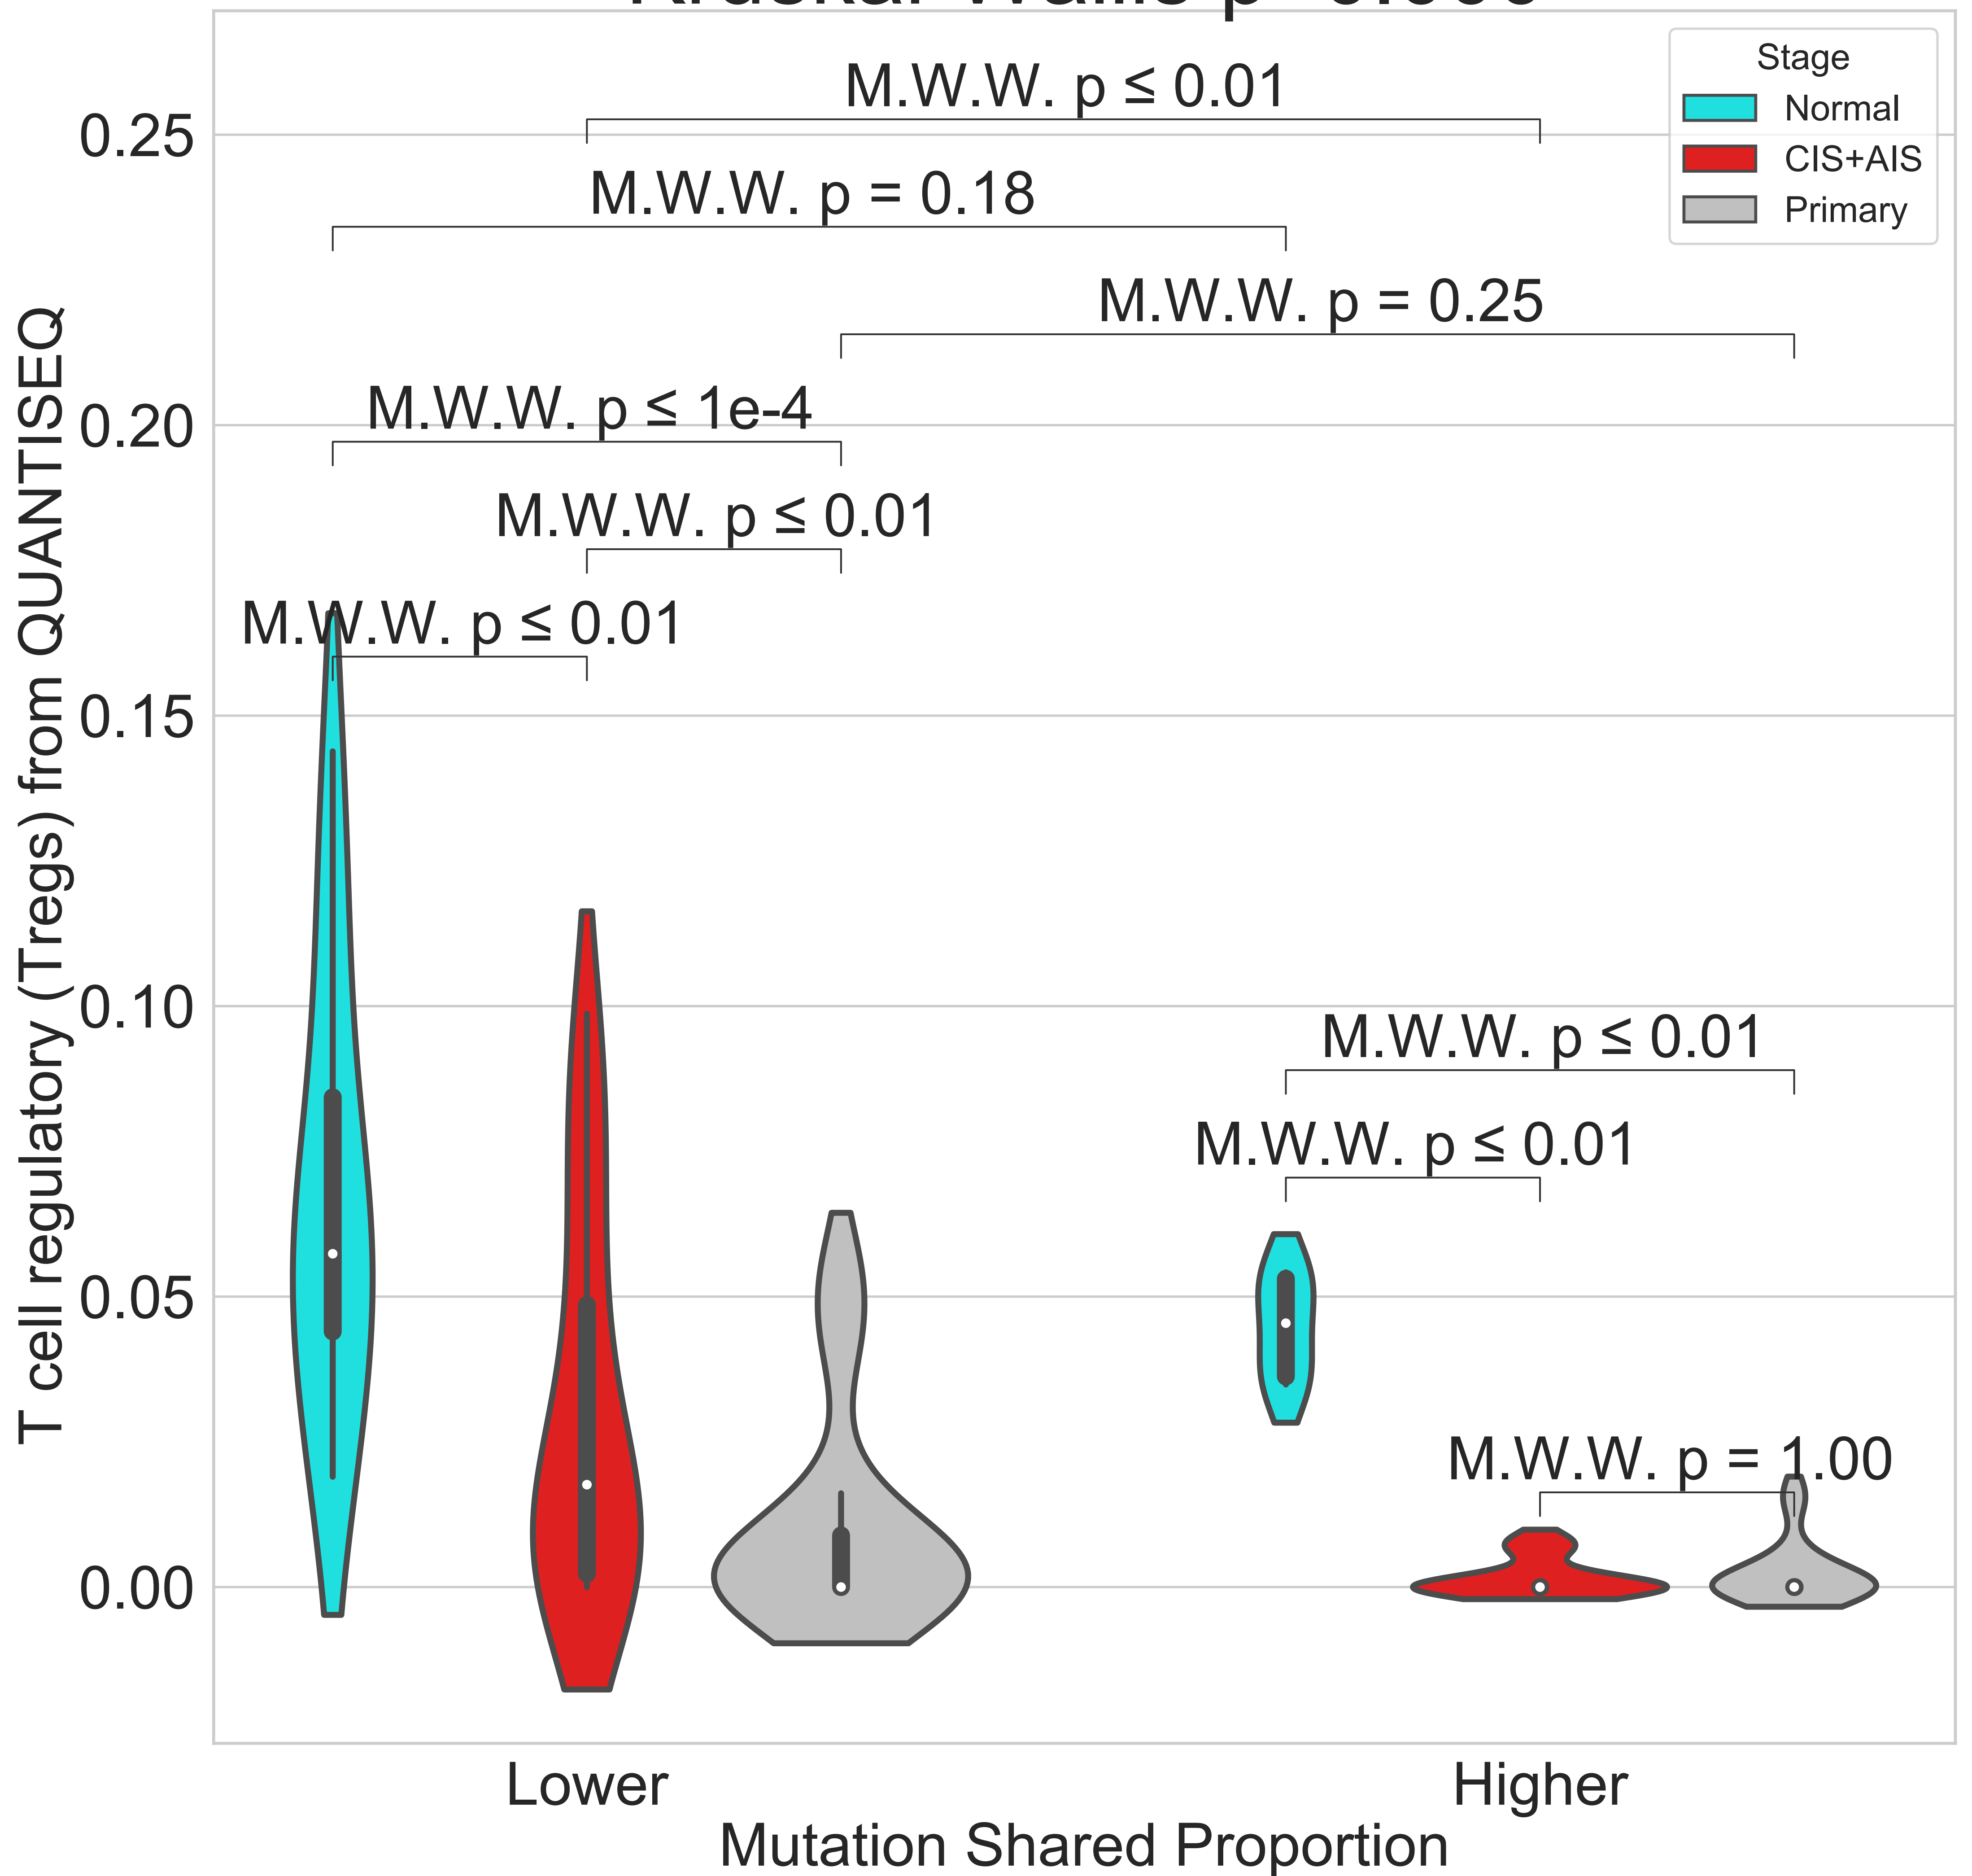 Stage
Normal
CIS+AIS
Primary
M.W.W. p ≤ 0.01
M.W.W. p = 0.18
M.W.W. p = 0.25
M.W.W. p ≤ 1e-4
M.W.W. p ≤ 0.01
M.W.W. p ≤ 0.01
M.W.W. p ≤ 0.01
M.W.W. p ≤ 0.01
M.W.W. p = 1.00
T cell regulatory (Tregs) from QUANTISEQ
0.25
0.20
0.15
0.10
0.05
0.00
Lower
Higher
Mutation Shared Proportion